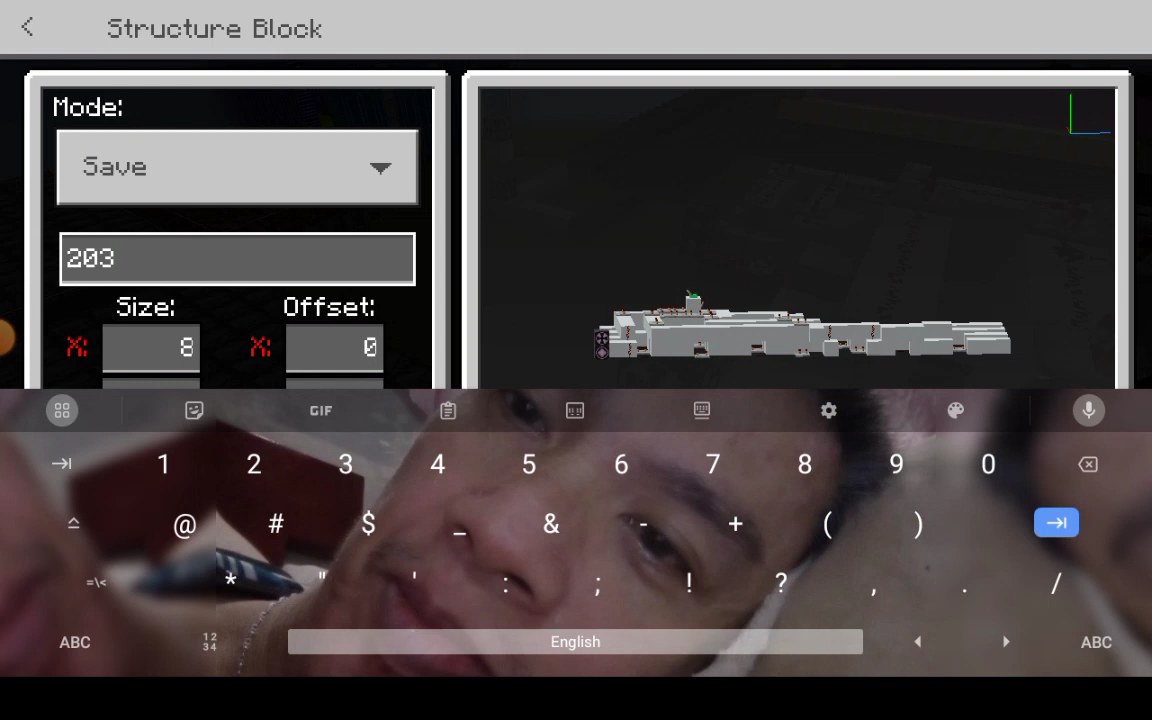 Structure Block
Mode:
Save
203
Size: Offset:
X: 8 X: 0
GIF
1 2 3 4 5 6 7 8 9 0
@ # $ _ & - + ( )
=\< * " ' : ; ! ? , . /
ABC 12 34 English ABC